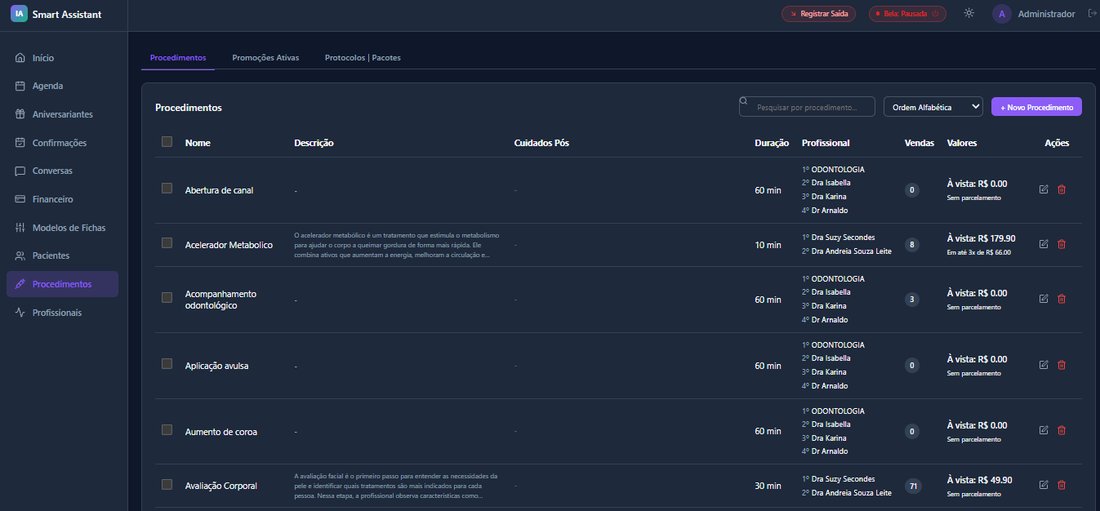 IA Smart Assistant
Registrar Saída
Bela: Pausada
A Administrador
Início
Agenda
Aniversariantes
Confirmações
Conversas
Financeiro
Modelos de Fichas
Pacientes
Procedimentos
Profissionais
Procedimentos Promoções Ativas Protocolos | Pacotes
Procedimentos
Pesquisar por procedimento...
Ordem Alfabética
+ Novo Procedimento
Nome Descrição Cuidados Pós Duração Profissional Vendas Valores Ações
Abertura de canal
-
-
60 min
1º ODONTOLOGIA
2º Dra Isabella
3º Dra Karina
4º Dr Arnaldo
0
À vista: R$ 0.00
Sem parcelamento
Acelerador Metabolico
O acelerador metabólico é um tratamento que estimula o metabolismo
para ajudar o corpo a queimar gordura de forma mais rápida. Ele
combina ativos que aumentam a energia, melhoram a circulação e...
-
10 min
1º Dra Suzy Secondes
2º Dra Andreia Souza Leite
8
À vista: R$ 179.90
Em até 3x de R$ 66.00
Acompanhamento
odontológico
-
-
60 min
1º ODONTOLOGIA
2º Dra Isabella
3º Dra Karina
4º Dr Arnaldo
3
À vista: R$ 0.00
Sem parcelamento
Aplicação avulsa
-
-
60 min
1º ODONTOLOGIA
2º Dra Isabella
3º Dra Karina
4º Dr Arnaldo
0
À vista: R$ 0.00
Sem parcelamento
Aumento de coroa
-
-
60 min
1º ODONTOLOGIA
2º Dra Isabella
3º Dra Karina
4º Dr Arnaldo
0
À vista: R$ 0.00
Sem parcelamento
Avaliação Corporal
A avaliação facial é o primeiro passo para entender as necessidades da
pele e identificar quais tratamentos são mais indicados para cada
pessoa. Nessa etapa, a profissional observa características como...
-
30 min
1º Dra Suzy Secondes
2º Dra Andreia Souza Leite
71
À vista: R$ 49.90
Sem parcelamento